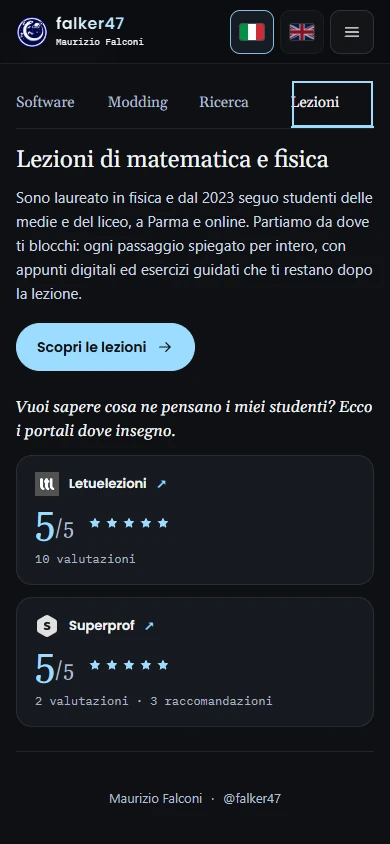 falker47
Maurizio Falconi
Software Modding Ricerca Lezioni
Lezioni di matematica e fisica
Sono laureato in fisica e dal 2023 seguo studenti delle
medie e del liceo, a Parma e online. Partiamo da dove
ti blocchi: ogni passaggio spiegato per intero, con
appunti digitali ed esercizi guidati che ti restano dopo
la lezione.
Scopri le lezioni →
Vuoi sapere cosa ne pensano i miei studenti? Ecco
i portali dove insegno.
Letuelezioni ↗
5/5 ★★★★★
10 valutazioni
S Superprof ↗
5/5 ★★★★★
2 valutazioni · 3 raccomandazioni
Maurizio Falconi · @falker47